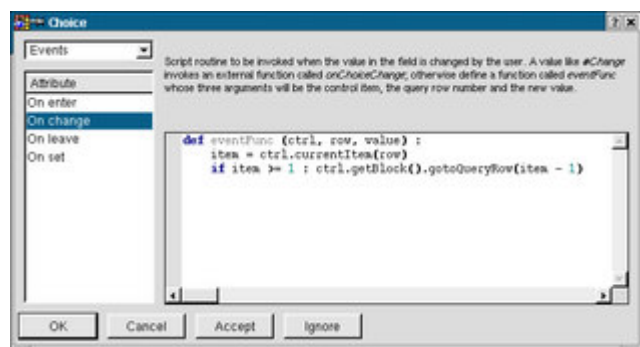 Choice
Events
Attribute
On enter
On change
On leave
On set
Script routine to be invoked when the value in the field is changed by the user. A value like #Change
invokes an external function called onChoiceChange; otherwise define a function called eventFunc
whose three arguments will be the control item, the query row number and the new value.
def eventFunc (ctrl, row, value) :
item = ctrl.currentItem(row)
if item >= 1 : ctrl.getBlock().gotoQueryRow(item - 1)
OK Cancel Accept Ignore